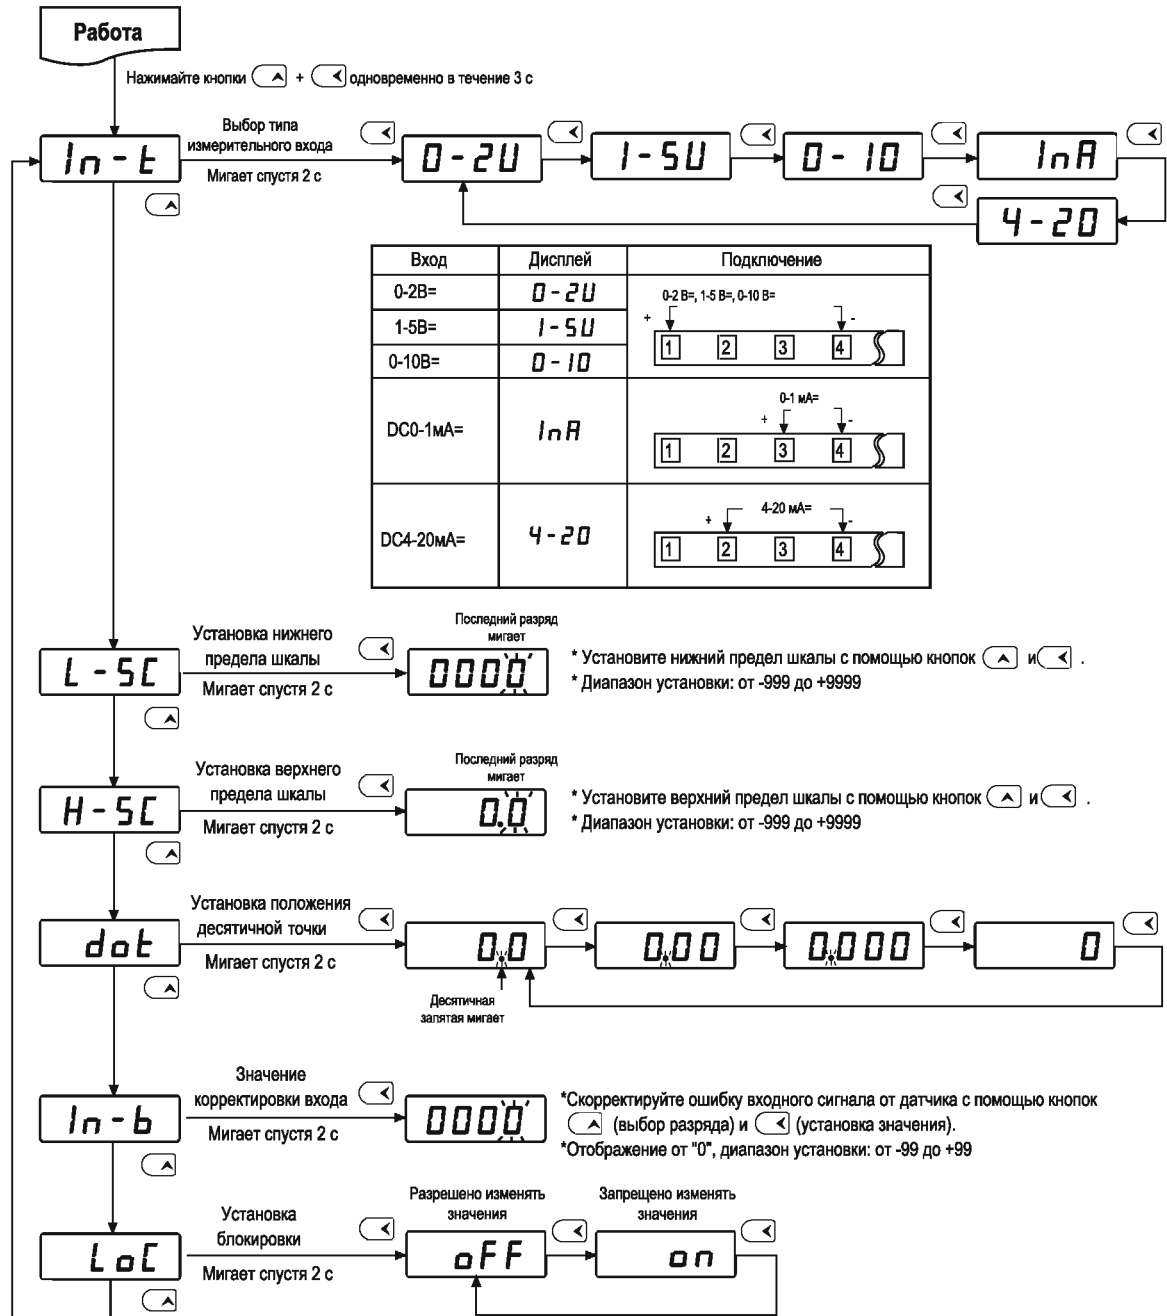 Работа
Нажимайте кнопки + одновременно в течение 3 с
In-t
Выбор типа
измерительного входа
Мигает спустя 2 с
0-2U
1-5U
0-10
InA
4-20
Вход Дисплей Подключение
0-2В= 0-2U
1-5В= 1-5U
0-10В= 0-10
0-2 В=, 1-5 В=, 0-10 В=
+ -
1 2 3 4
DC0-1мА= InA
0-1 мА=
+ -
1 2 3 4
DC4-20мА= 4-20
4-20 мА=
+ -
1 2 3 4
L-SC
Установка нижнего
предела шкалы
Мигает спустя 2 с
Последний разряд
мигает
0000
* Установите нижний предел шкалы с помощью кнопок и .
* Диапазон установки: от -999 до +9999
H-SC
Установка верхнего
предела шкалы
Мигает спустя 2 с
Последний разряд
мигает
0.0
* Установите верхний предел шкалы с помощью кнопок и .
* Диапазон установки: от -999 до +9999
dot
Установка положения
десятичной точки
Мигает спустя 2 с
0.0
0.00
0.000
0
Десятичная
запятая мигает
In-b
Значение
корректировки входа
Мигает спустя 2 с
0000
*Скорректируйте ошибку входного сигнала от датчика с помощью кнопок
(выбор разряда) и (установка значения).
*Отображение от "0", диапазон установки: от -99 до +99
LoC
Установка
блокировки
Мигает спустя 2 с
Разрешено изменять
значения
oFF
Запрещено изменять
значения
on